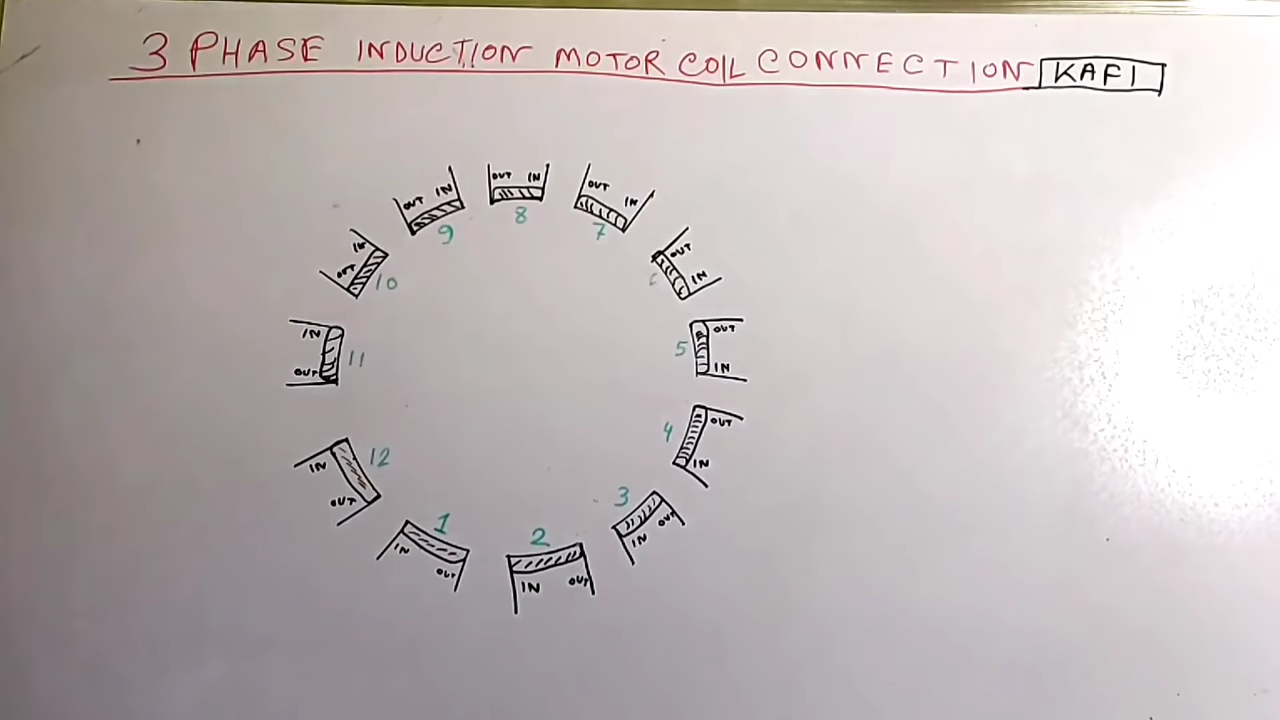 3 PHASE INDUCTION MOTOR COIL CONNECTION KAFI
OUT IN
8
OUT IN
9
OUT IN
7
IN
OUT
10
OUT
IN
IN
OUT
11
OUT
IN
5
OUT
IN
4
IN
OUT
12
3
IN OUT
1
IN
OUT
2
IN OUT